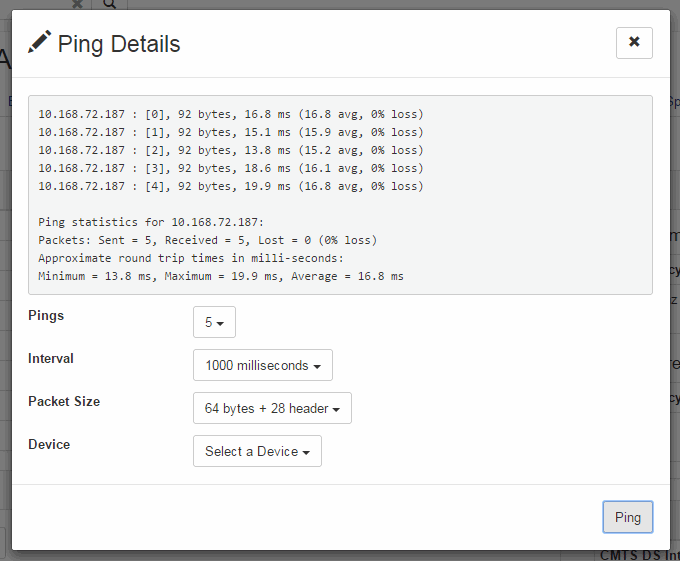 Ping Details
10.168.72.187 : [0], 92 bytes, 16.8 ms (16.8 avg, 0% loss)
10.168.72.187 : [1], 92 bytes, 15.1 ms (15.9 avg, 0% loss)
10.168.72.187 : [2], 92 bytes, 13.8 ms (15.2 avg, 0% loss)
10.168.72.187 : [3], 92 bytes, 18.6 ms (16.1 avg, 0% loss)
10.168.72.187 : [4], 92 bytes, 19.9 ms (16.8 avg, 0% loss)
Ping statistics for 10.168.72.187:
Packets: Sent = 5, Received = 5, Lost = 0 (0% loss)
Approximate round trip times in milli-seconds:
Minimum = 13.8 ms, Maximum = 19.9 ms, Average = 16.8 ms
Pings 5
Interval 1000 milliseconds
Packet Size 64 bytes + 28 header
Device Select a Device
Ping
CMTS DS Int